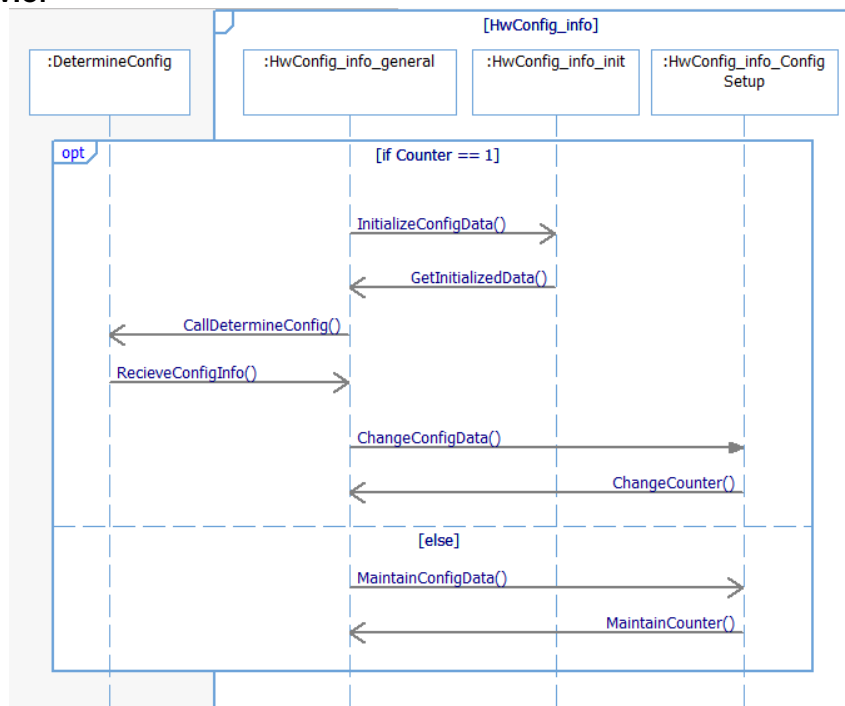 [HwConfig_info]
:DetermineConfig
:HwConfig_info_general
:HwConfig_info_init
:HwConfig_info_Config
Setup
opt
[if Counter == 1]
InitializeConfigData()
GetInitializedData()
CallDetermineConfig()
RecieveConfigInfo()
ChangeConfigData()
ChangeCounter()
[else]
MaintainConfigData()
MaintainCounter()